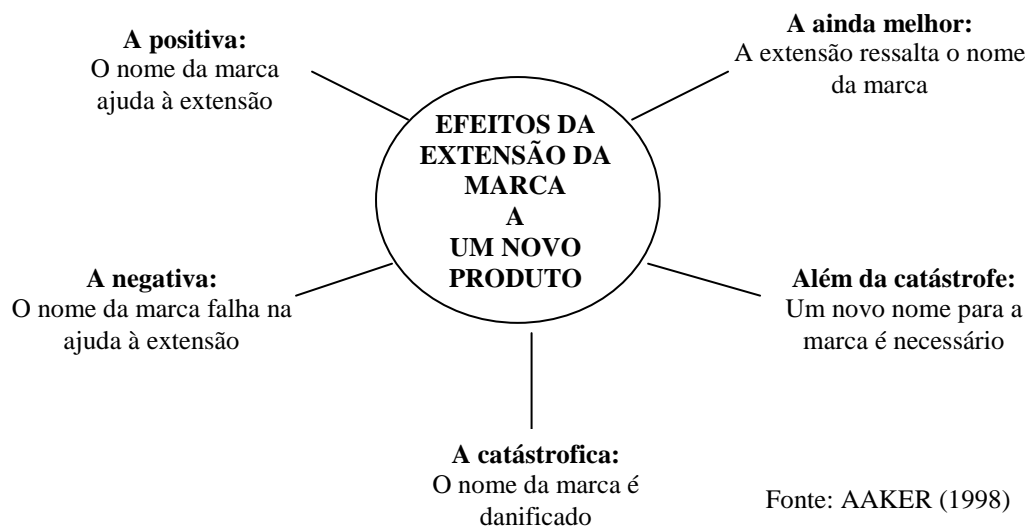 A positiva:
O nome da marca
ajuda à extensão
A ainda melhor:
A extensão ressalta o nome
da marca
EFEITOS DA
EXTENSÃO DA
MARCA
A
UM NOVO
PRODUTO
A negativa:
O nome da marca falha na
ajuda à extensão
Além da catástrofe:
Um novo nome para a
marca é necessário
A catástrofica:
O nome da marca é
danificado
Fonte: AAKER (1998)